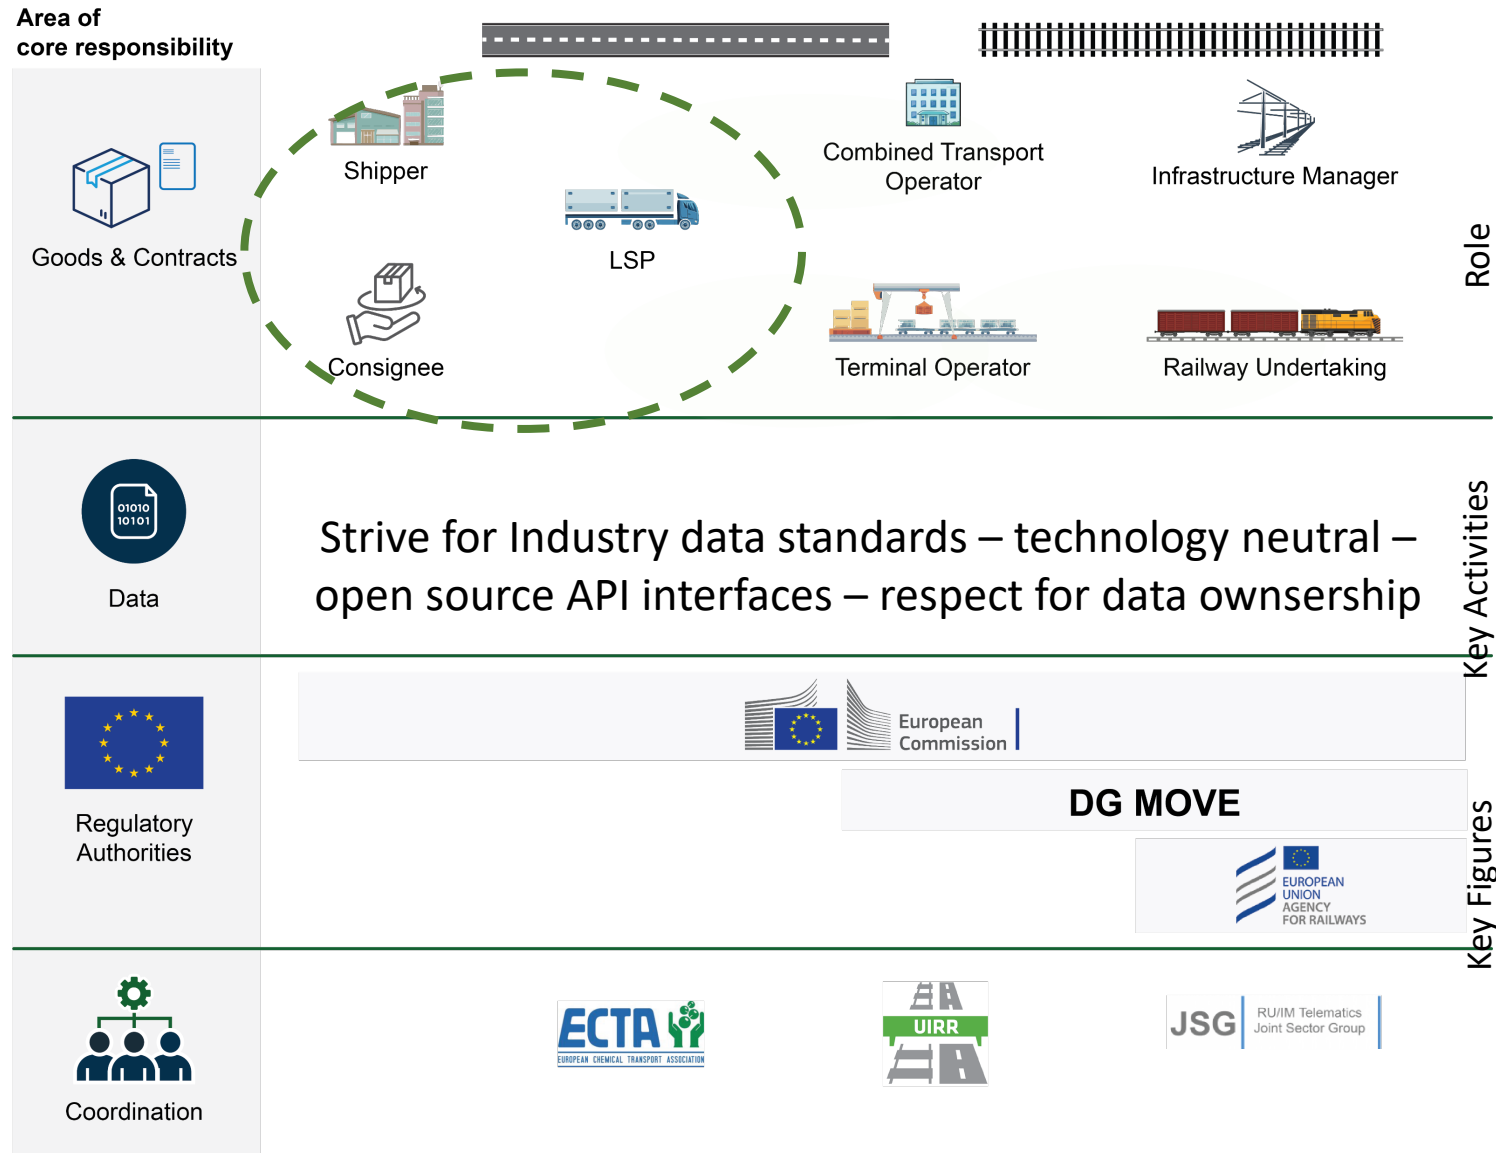 Area of
core responsibility
Shipper
Combined Transport
Operator
Infrastructure Manager
Goods & Contracts
LSP
Role
Consignee
Terminal Operator
Railway Undertaking
01010
10101
Data
Strive for Industry data standards – technology neutral –
open source API interfaces – respect for data ownsership
Key Activities
European
Commission
Regulatory
Authorities
DG MOVE
EUROPEAN
UNION
AGENCY
FOR RAILWAYS
Key Figures
Coordination
ECTA
EUROPEAN CHEMICAL TRANSPORT ASSOCIATION
UIRR
JSG
RU/IM Telematics
Joint Sector Group